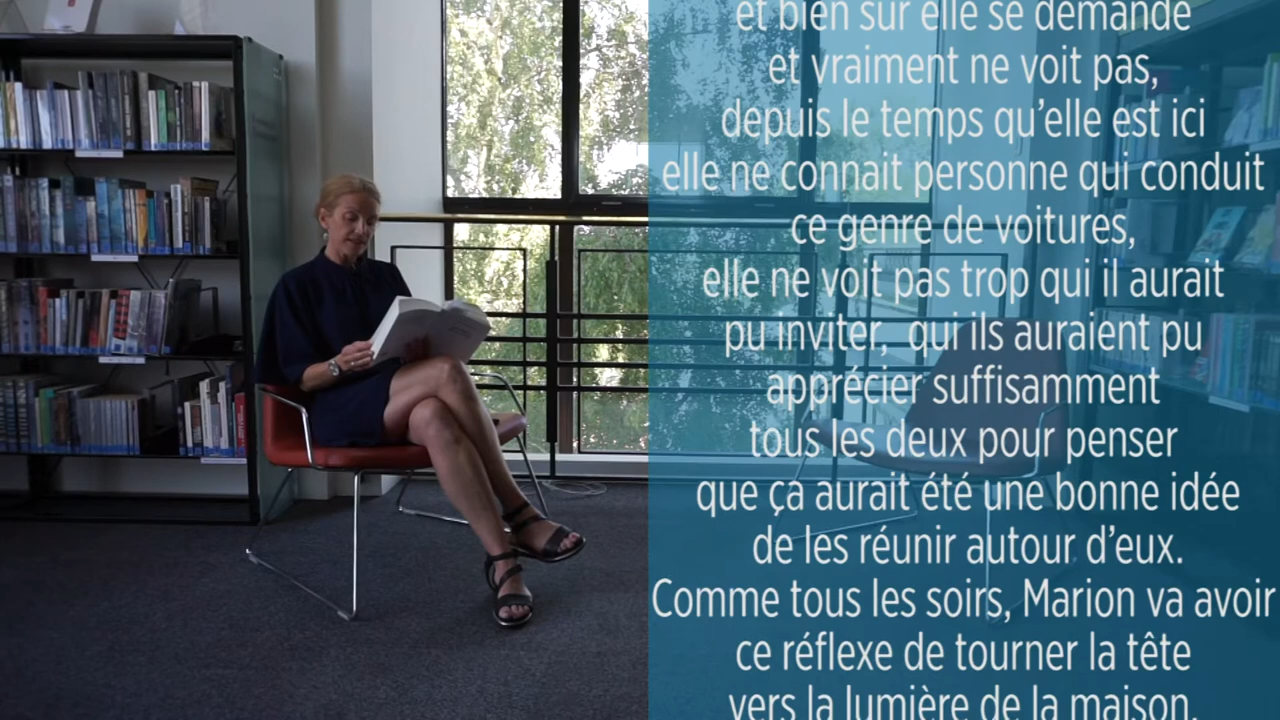 et bien sûr elle se demande
et vraiment ne voit pas,
depuis le temps qu’elle est ici
elle ne connait personne qui conduit
ce genre de voitures,
elle ne voit pas trop qui il aurait
pu inviter, qui ils auraient pu
apprécier suffisamment
tous les deux pour penser
que ça aurait été une bonne idée
de les réunir autour d’eux.
Comme tous les soirs, Marion va avoir
ce réflexe de tourner la tête
vers la lumière de la maison.